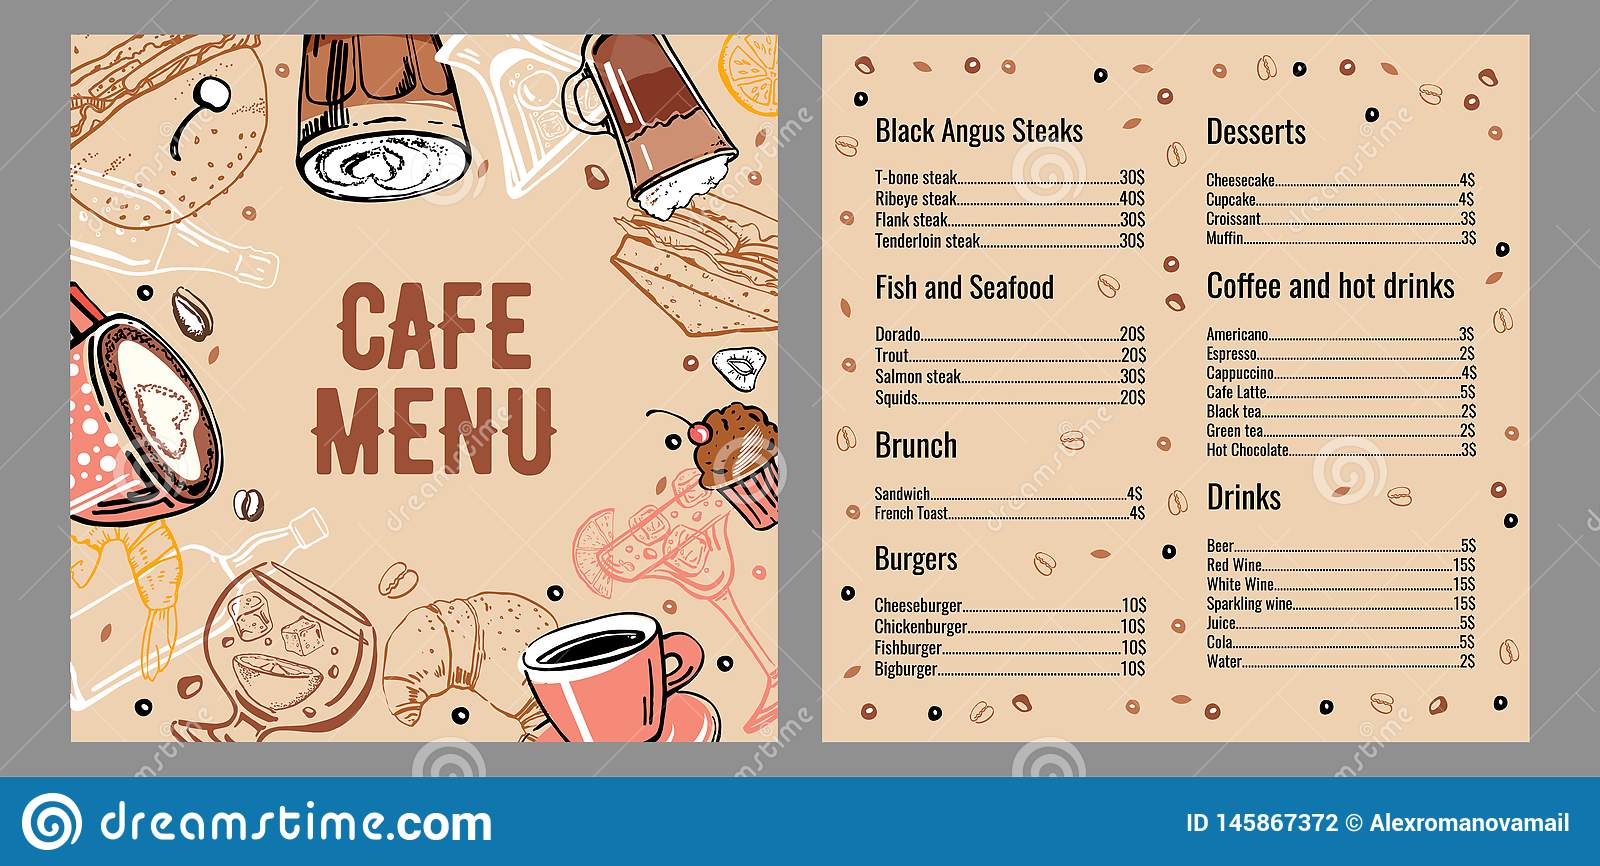 CAFE
MENU
Black Angus Steaks
T-bone steak....................30$
Ribeye steak....................40$
Flank steak....................30$
Tenderloin steak....................30$
Fish and Seafood
Dorado....................20$
Trout....................20$
Salmon steak....................30$
Squids....................20$
Brunch
Sandwich....................4$
French Toast....................4$
Burgers
Cheeseburger....................10$
Chickenburger....................10$
Fishburger....................10$
Bigburger....................10$
Desserts
Cheesecake....................4$
Cupcake....................4$
Croissant....................3$
Muffin....................3$
Coffee and hot drinks
Americano....................3$
Espresso....................2$
Cappuccino....................4$
Cafe Latte....................5$
Black tea....................2$
Green tea....................2$
Hot Chocolate....................3$
Drinks
Beer....................5$
Red Wine....................15$
White Wine....................15$
Sparkling wine....................15$
Juice....................5$
Cola....................5$
Water....................2$
dreamstime.com
ID 145867372 © Alexromanovamail